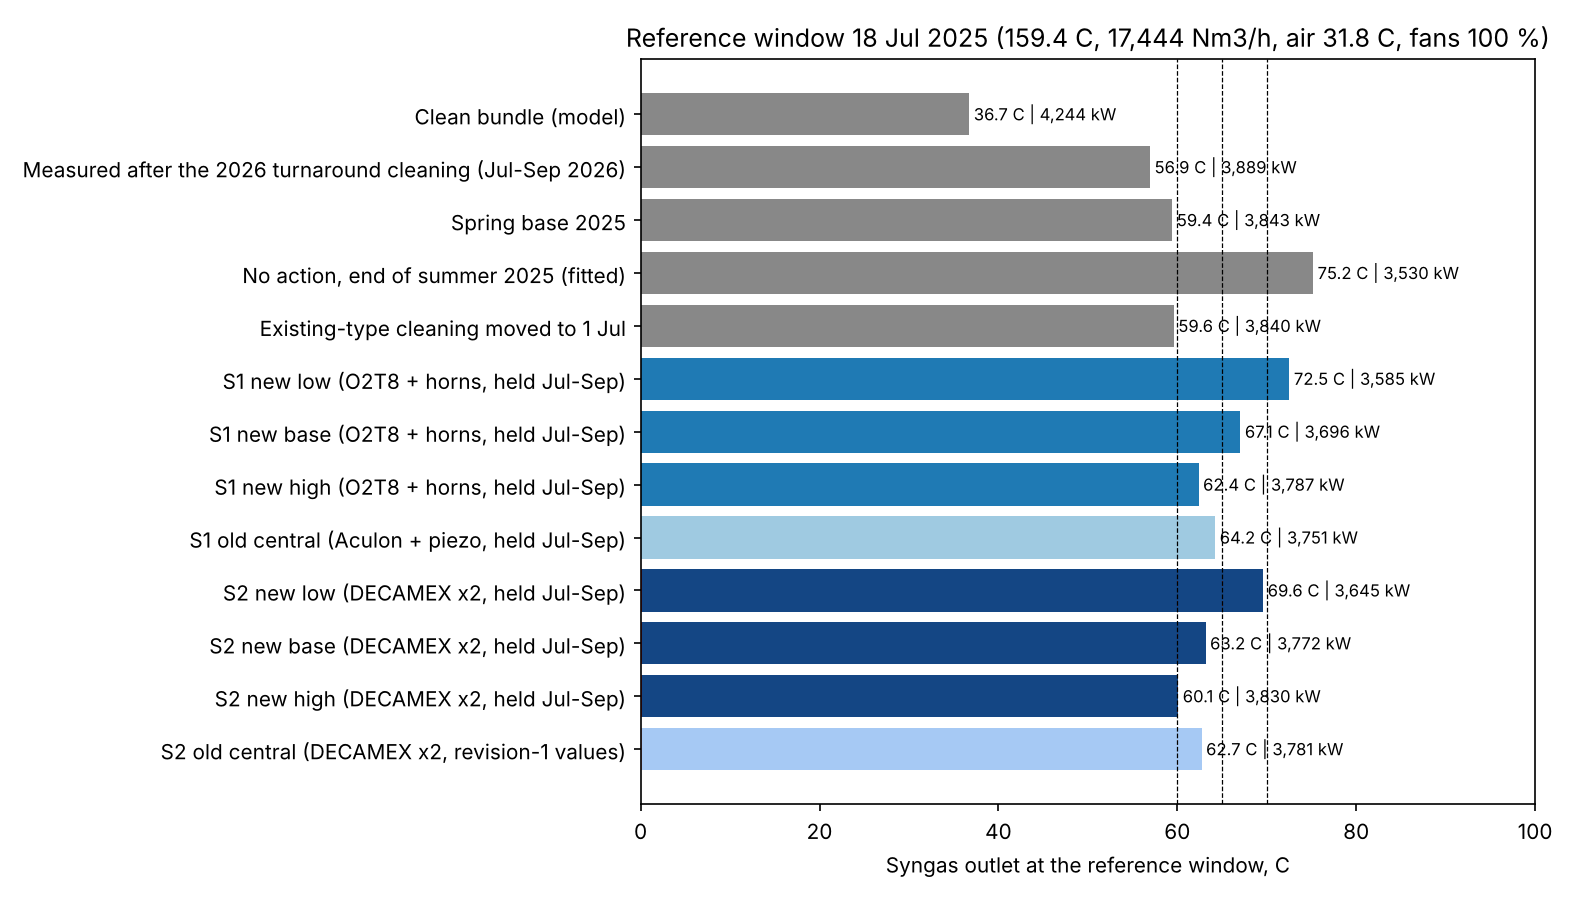 Reference window 18 Jul 2025 (159.4 C, 17,444 Nm3/h, air 31.8 C, fans 100 %)
Clean bundle (model) 36.7 C | 4,244 kW
Measured after the 2026 turnaround cleaning (Jul-Sep 2026) 56.9 C | 3,889 kW
Spring base 2025 59.4 C | 3,843 kW
No action, end of summer 2025 (fitted) 75.2 C | 3,530 kW
Existing-type cleaning moved to 1 Jul 59.6 C | 3,840 kW
S1 new low (O2T8 + horns, held Jul-Sep) 72.5 C | 3,585 kW
S1 new base (O2T8 + horns, held Jul-Sep) 67.1 C | 3,696 kW
S1 new high (O2T8 + horns, held Jul-Sep) 62.4 C | 3,787 kW
S1 old central (Aculon + piezo, held Jul-Sep) 64.2 C | 3,751 kW
S2 new low (DECAMEX x2, held Jul-Sep) 69.6 C | 3,645 kW
S2 new base (DECAMEX x2, held Jul-Sep) 63.2 C | 3,772 kW
S2 new high (DECAMEX x2, held Jul-Sep) 60.1 C | 3,830 kW
S2 old central (DECAMEX x2, revision-1 values) 62.7 C | 3,781 kW
0 20 40 60 80 100
Syngas outlet at the reference window, C